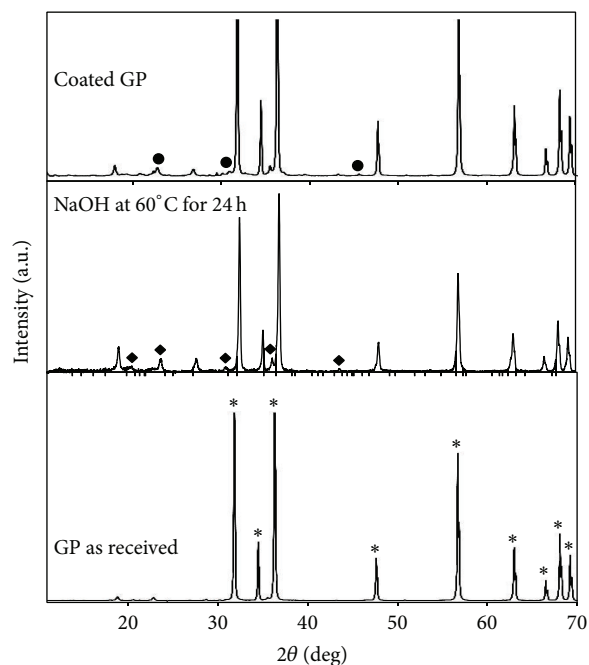 Coated GP
NaOH at 60°C for 24 h
GP as received
* * * * * * * * *
Intensity (a.u.)
20 30 40 50 60 70
2θ (deg)